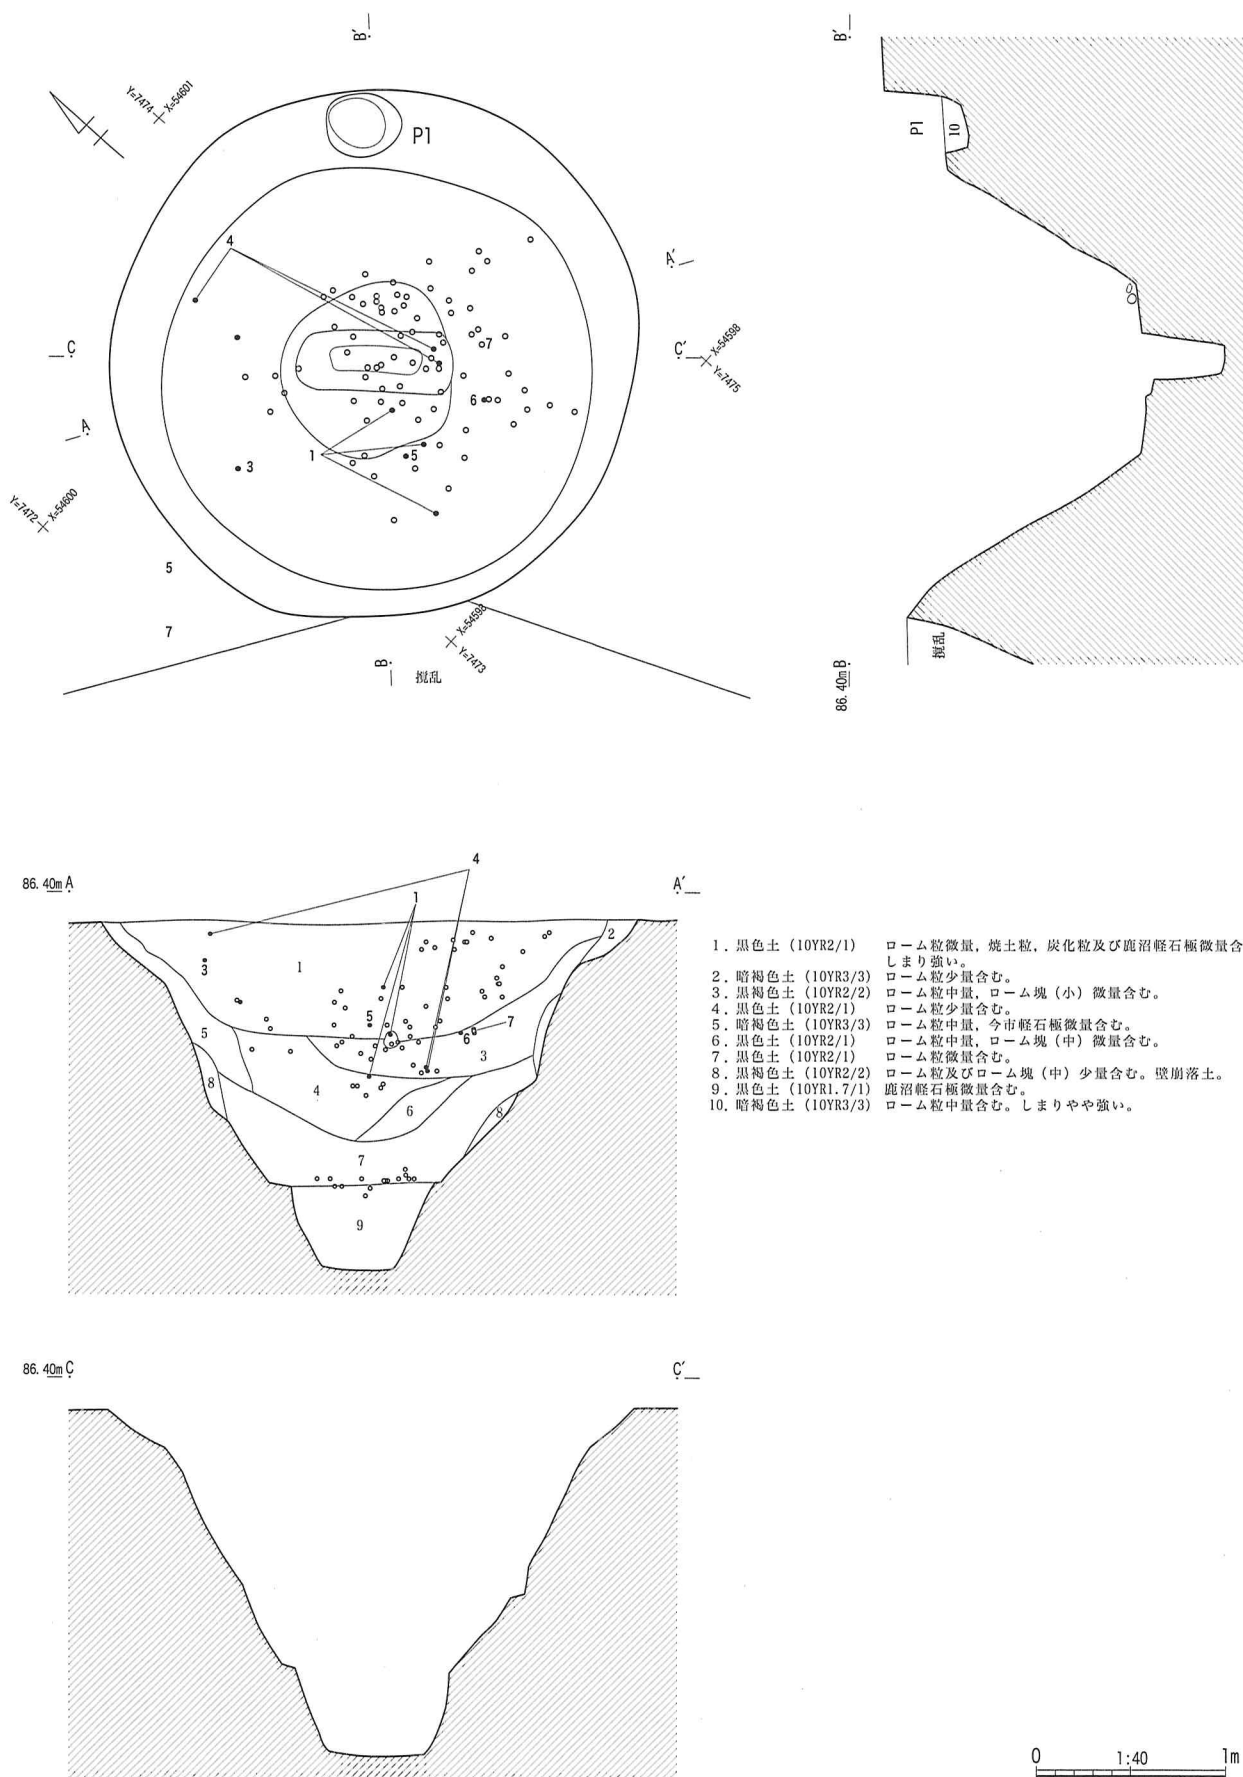 B′
B′
Y=7474
X=54601
P1
P1
10
4
A′
C
7
C′
X=54598
Y=7475
6
A
1
5
3
Y=7472
X=54600
5
7
X=54598
Y=7473
B
攪乱
攪乱
86.40m B
4
86.40m A
A′
1
2
3
1
5
7
6
5
3
8
4
6
8
7
9
1. 黒色土 (10YR2/1) ローム粒微量, 焼土粒, 炭化粒及び鹿沼軽石極微量含
しまり強い。
2. 暗褐色土 (10YR3/3) ローム粒少量含む。
3. 黒褐色土 (10YR2/2) ローム粒中量, ローム塊 (小) 微量含む。
4. 黒色土 (10YR2/1) ローム粒少量含む。
5. 暗褐色土 (10YR3/3) ローム粒中量, 今市軽石極微量含む。
6. 黒色土 (10YR2/1) ローム粒中量, ローム塊 (中) 微量含む。
7. 黒色土 (10YR2/1) ローム粒微量含む。
8. 黒褐色土 (10YR2/2) ローム粒及びローム塊 (中) 少量含む。壁崩落土。
9. 黒色土 (10YR1.7/1) 鹿沼軽石極微量含む。
10. 暗褐色土 (10YR3/3) ローム粒中量含む。しまりやや強い。
86.40m C
C′
0 1:40 1m